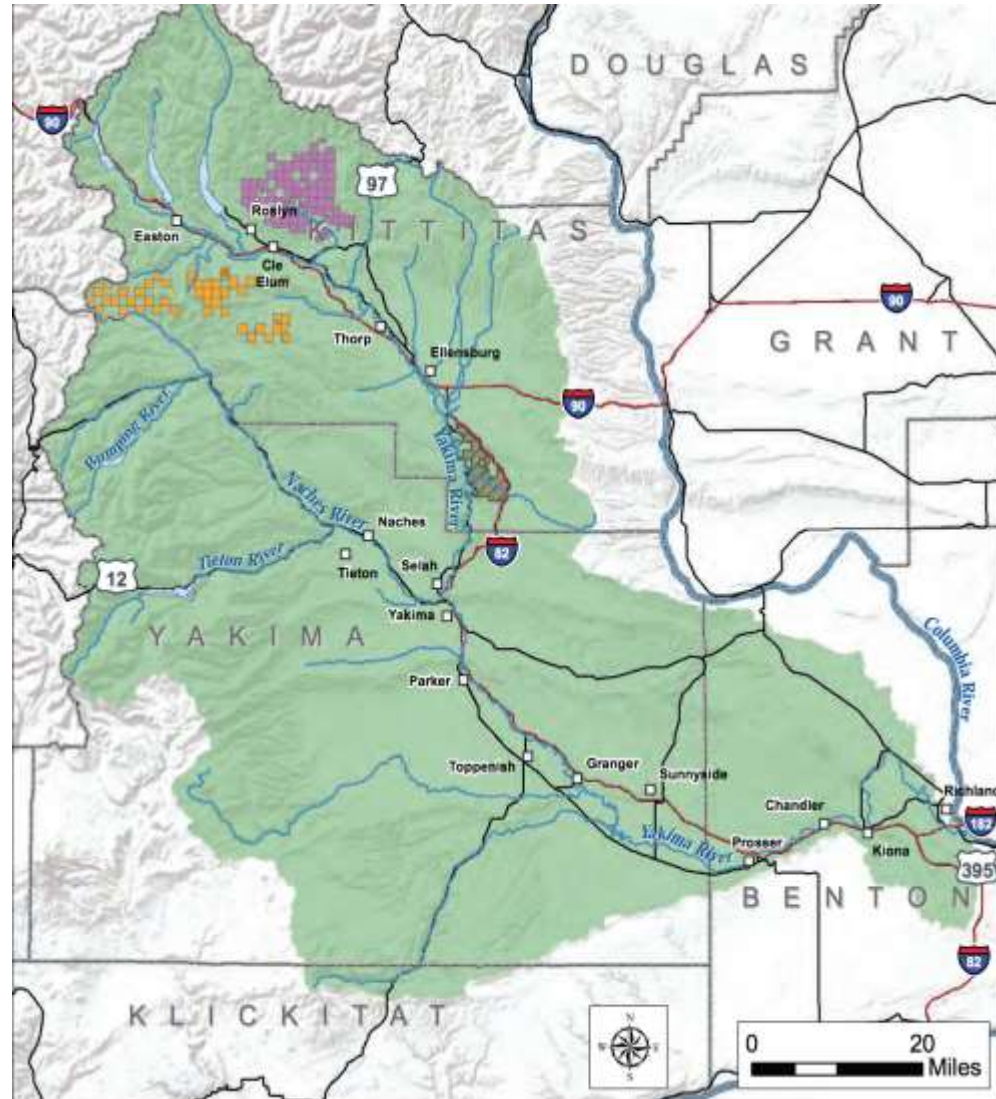 DOUGLAS
90
97
Roslyn
KITTITAS
Easton
Cle
Elum
90
Thorp
GRANT
Ellensburg
90
Bumping River
Yakima River
Naches River
Naches
82
Tieton River
Tieton
12
Selah
Yakima
YAKIMA
Columbia River
Parker
Toppenish
Granger
Sunnyside
Chandler
Richland
182
Yakima River
Prosser
Kiona
395
BENTON
82
KLICKITAT
N
W
E
S
0
20
Miles